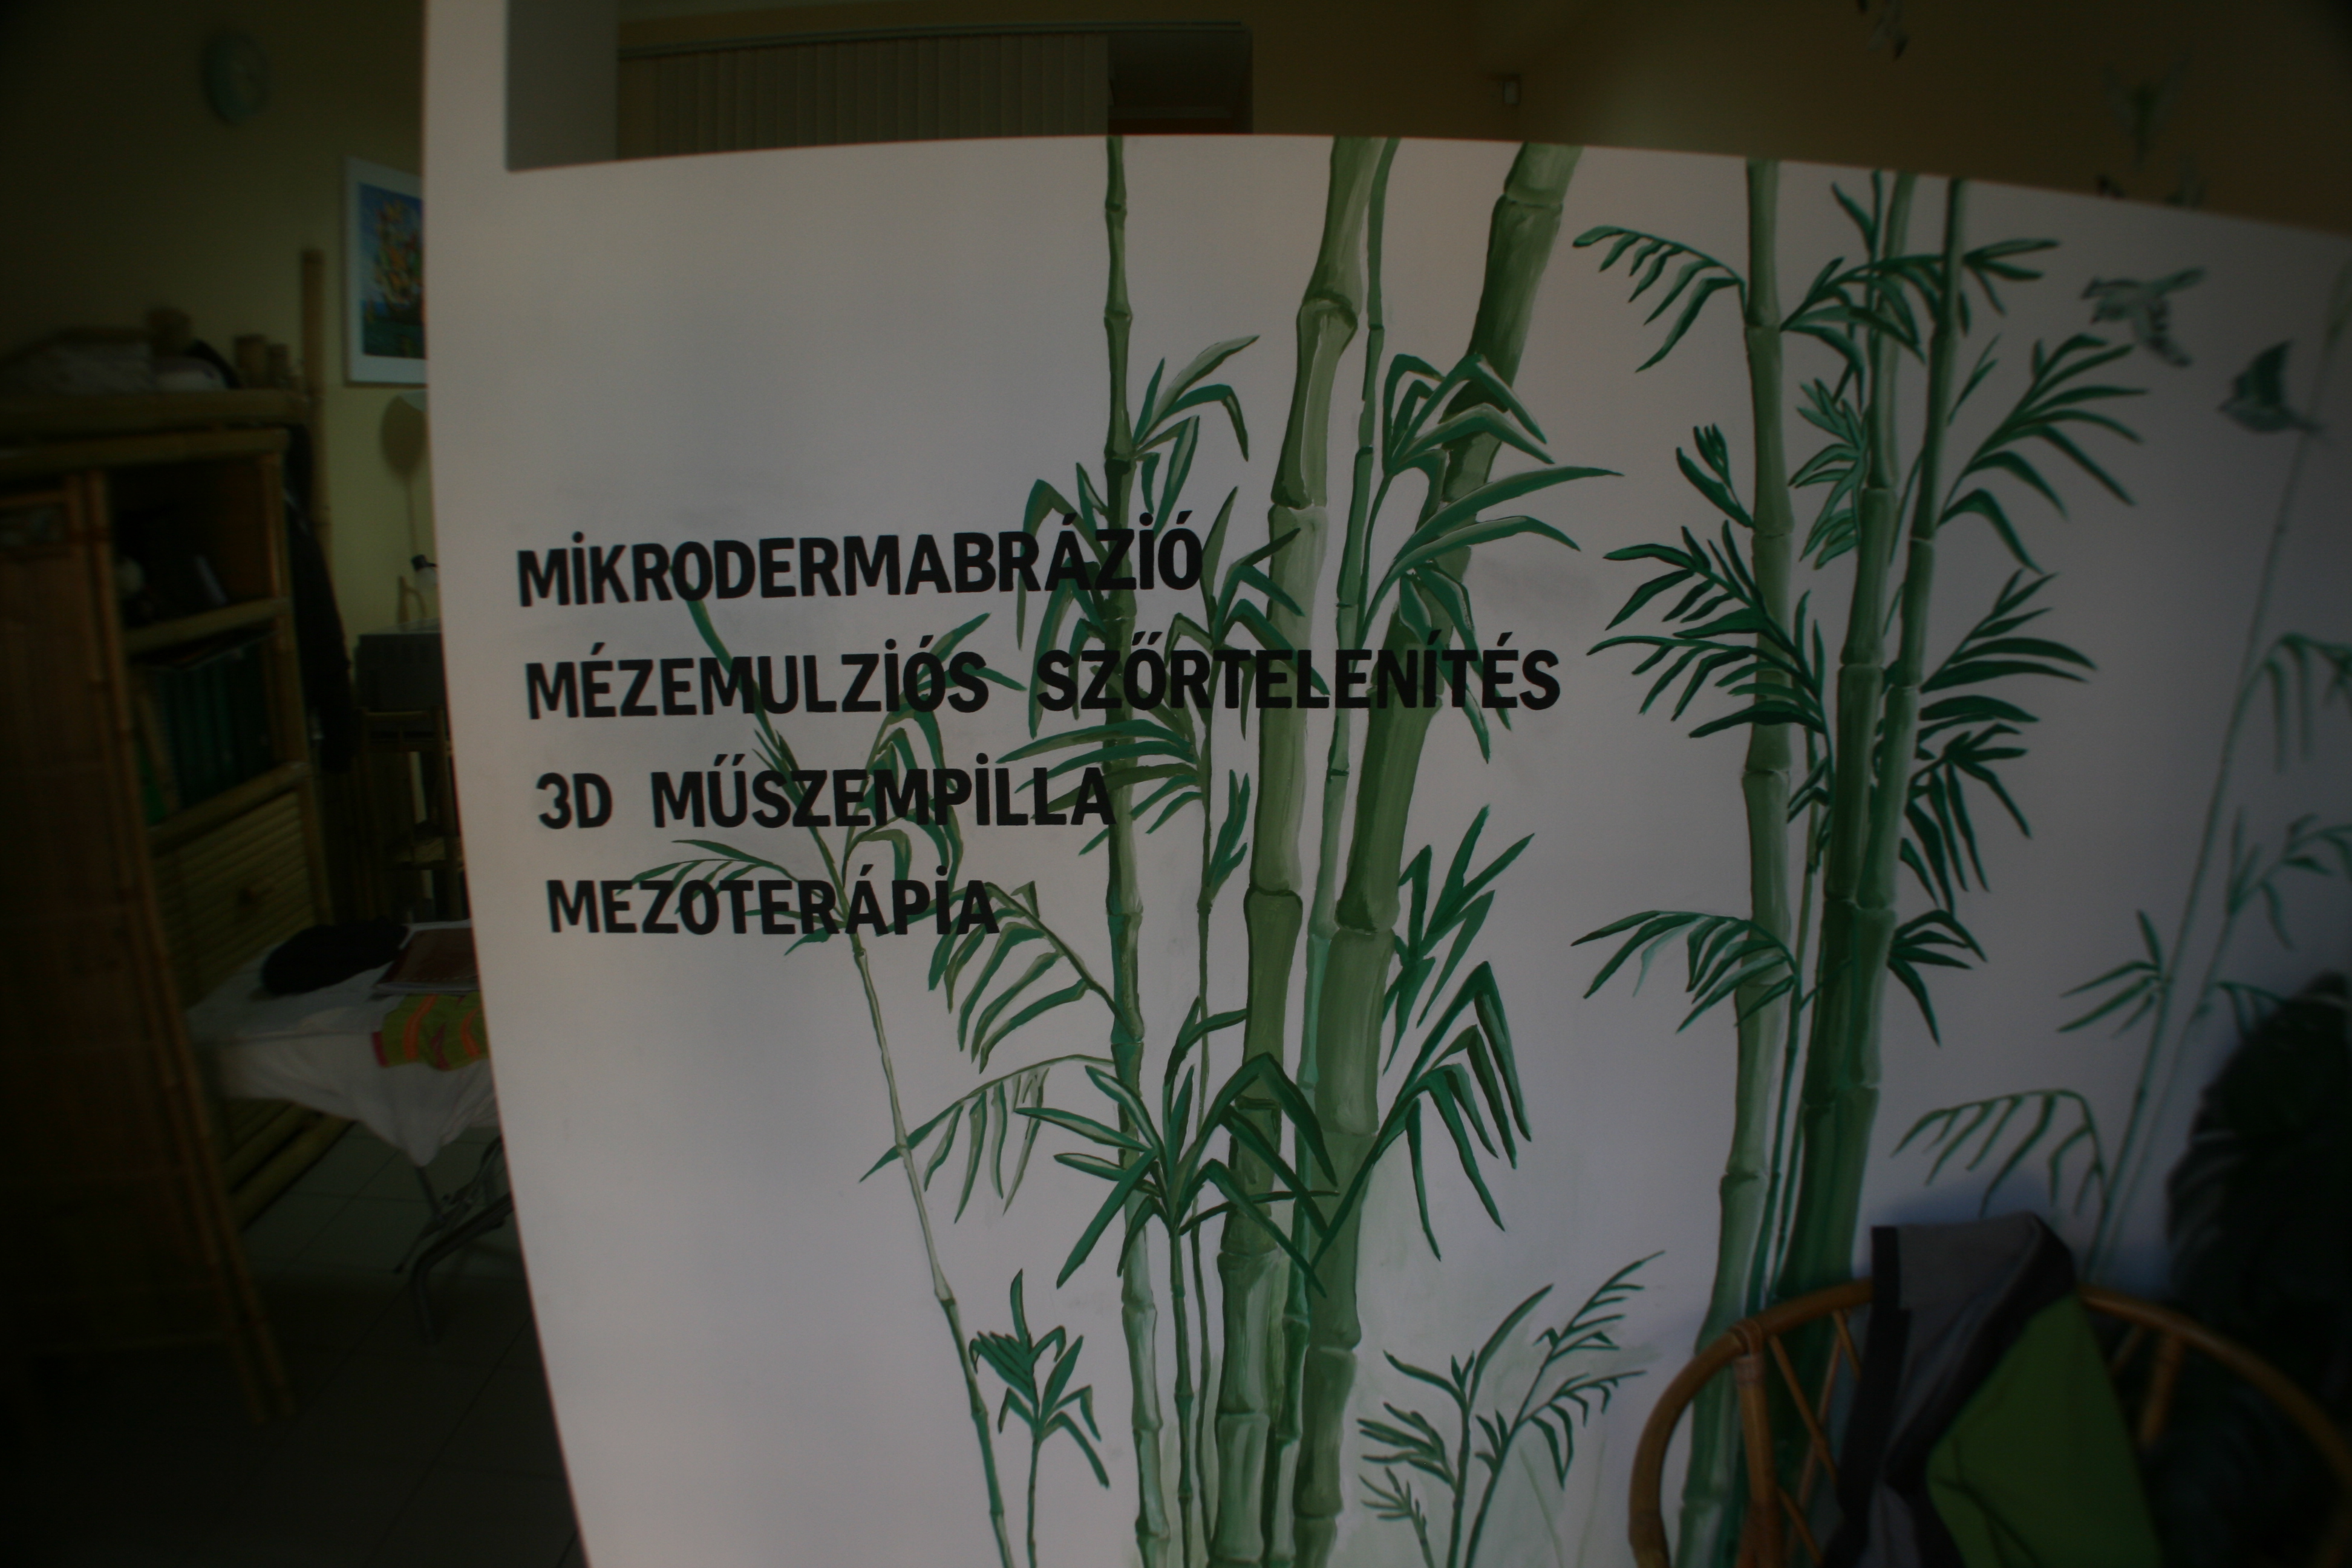 MİKRODERMABRÁZİÓ
MÉZEMULZİÓS SZŐRTELENÍTÉS
3D MŰSZEMPİLLA
MEZOTERÁPİA